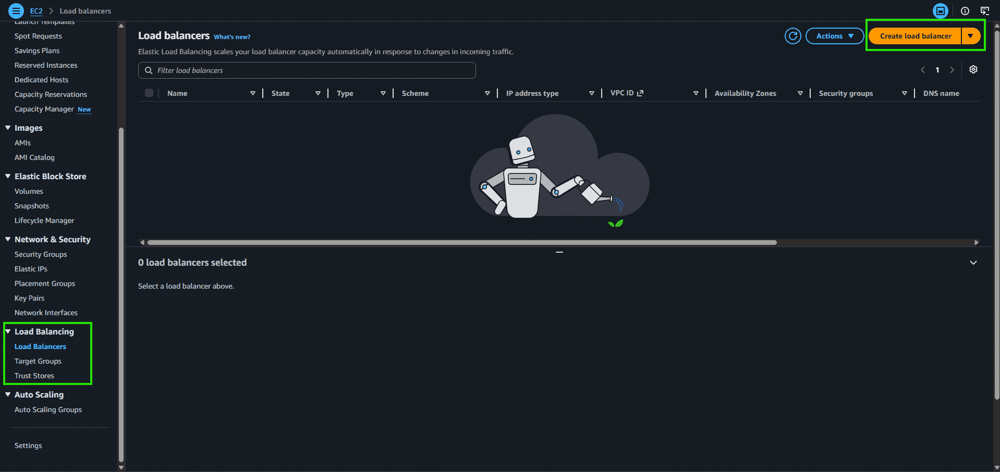 EC2 > Load balancers
Launch Templates
Spot Requests
Savings Plans
Reserved Instances
Dedicated Hosts
Capacity Reservations
Capacity Manager New
Images
AMIs
AMI Catalog
Elastic Block Store
Volumes
Snapshots
Lifecycle Manager
Network & Security
Security Groups
Elastic IPs
Placement Groups
Key Pairs
Network Interfaces
Load Balancing
Load Balancers
Target Groups
Trust Stores
Auto Scaling
Auto Scaling Groups
Settings
Load balancers What's new?
Actions
Create load balancer
Elastic Load Balancing scales your load balancer capacity automatically in response to changes in incoming traffic.
Filter load balancers
1
Name State Type Scheme IP address type VPC ID Availability Zones Security groups DNS name
0 load balancers selected
Select a load balancer above.